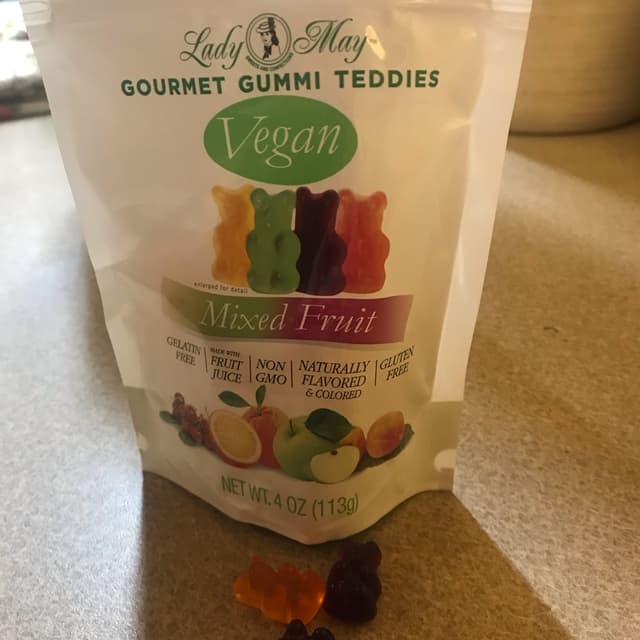 Lady May
GOURMET GUMMI TEDDIES
Vegan
enlarged for detail
Mixed Fruit
GELATIN FREE
MADE WITH FRUIT JUICE
NON GMO
NATURALLY FLAVORED & COLORED
GLUTEN FREE
NET WT. 4 OZ (113g)